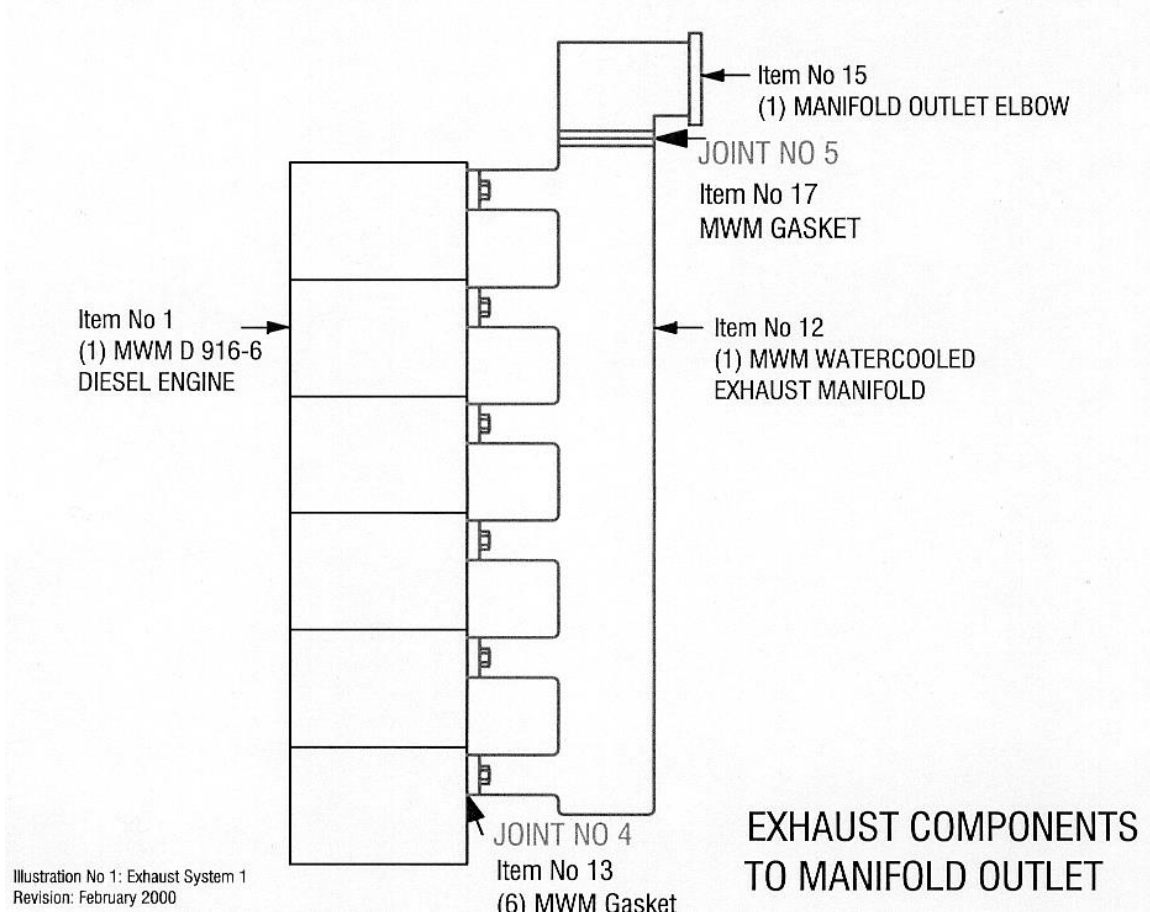 Item No 15
(1) MANIFOLD OUTLET ELBOW
JOINT NO 5
Item No 17
MWM GASKET
Item No 1
(1) MWM D 916-6
DIESEL ENGINE
Item No 12
(1) MWM WATERCOOLED
EXHAUST MANIFOLD
JOINT NO 4
Item No 13
(6) MWM Gasket
EXHAUST COMPONENTS
TO MANIFOLD OUTLET
Illustration No 1: Exhaust System 1
Revision: February 2000